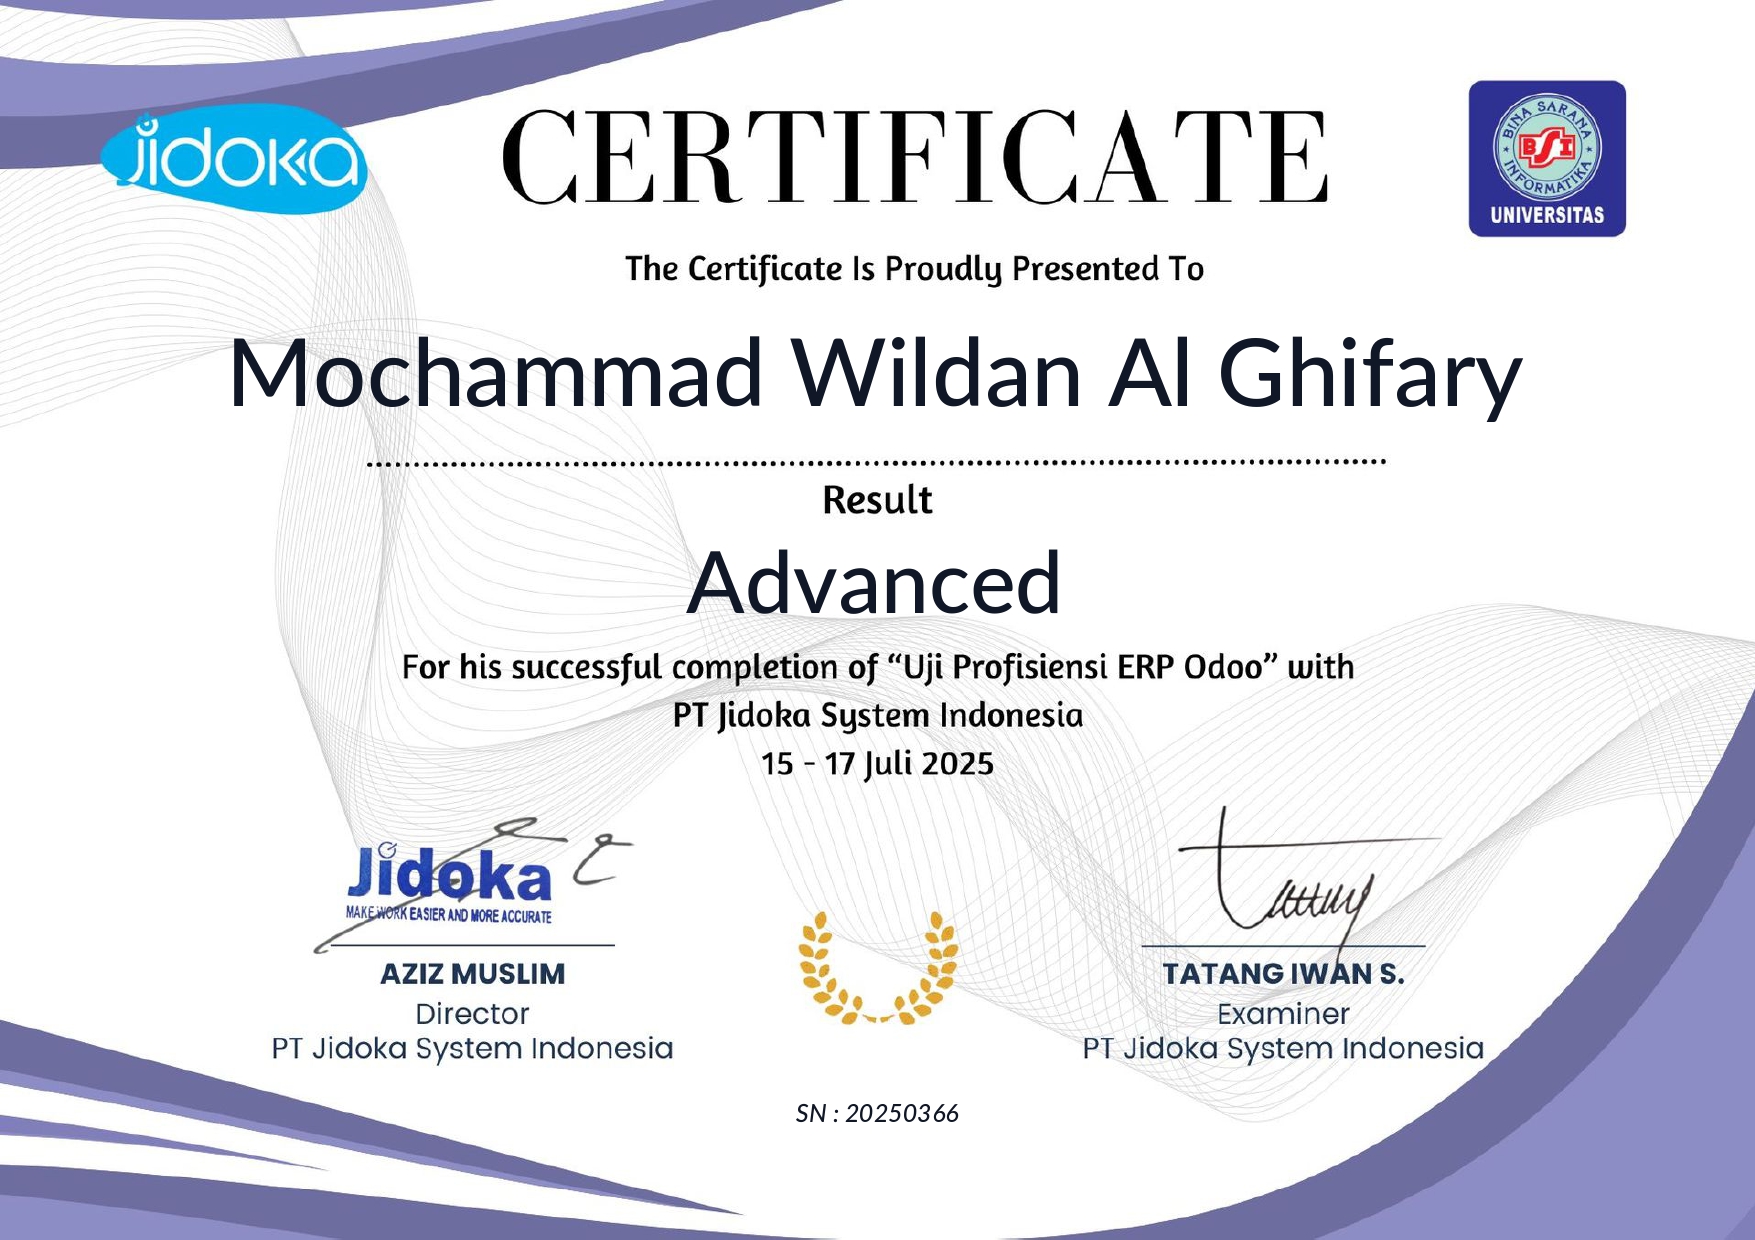 jidoka
CERTIFICATE
BINA SARANA
BSI
INFORMATIKA
UNIVERSITAS
The Certificate Is Proudly Presented To
Mochammad Wildan Al Ghifary
Result
Advanced
For his successful completion of “Uji Profisiensi ERP Odoo” with
PT Jidoka System Indonesia
15 - 17 Juli 2025
Jidoka
MAKE WORK EASIER AND MORE ACCURATE
AZIZ MUSLIM
Director
PT Jidoka System Indonesia
TATANG IWAN S.
Examiner
PT Jidoka System Indonesia
SN : 20250366